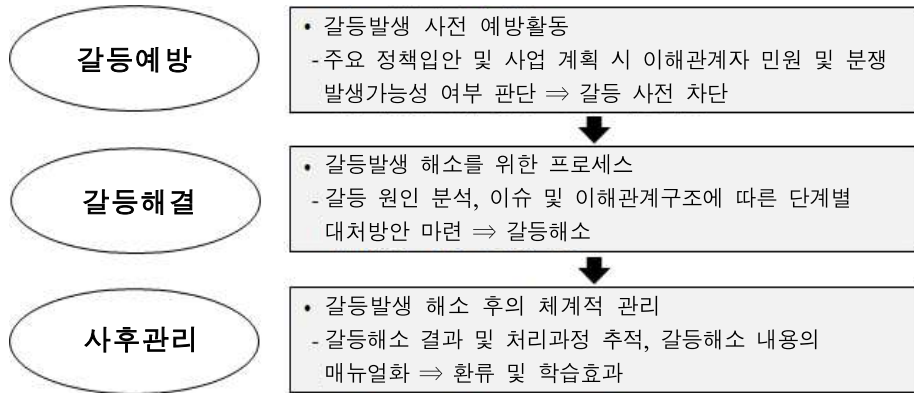 갈등예방
• 갈등발생 사전 예방활동
- 주요 정책입안 및 사업 계획 시 이해관계자 민원 및 분쟁
발생가능성 여부 판단 ⇒ 갈등 사전 차단
갈등해결
• 갈등발생 해소를 위한 프로세스
- 갈등 원인 분석, 이슈 및 이해관계구조에 따른 단계별
대처방안 마련 ⇒ 갈등해소
사후관리
• 갈등발생 해소 후의 체계적 관리
- 갈등해소 결과 및 처리과정 추적, 갈등해소 내용의
매뉴얼화 ⇒ 환류 및 학습효과